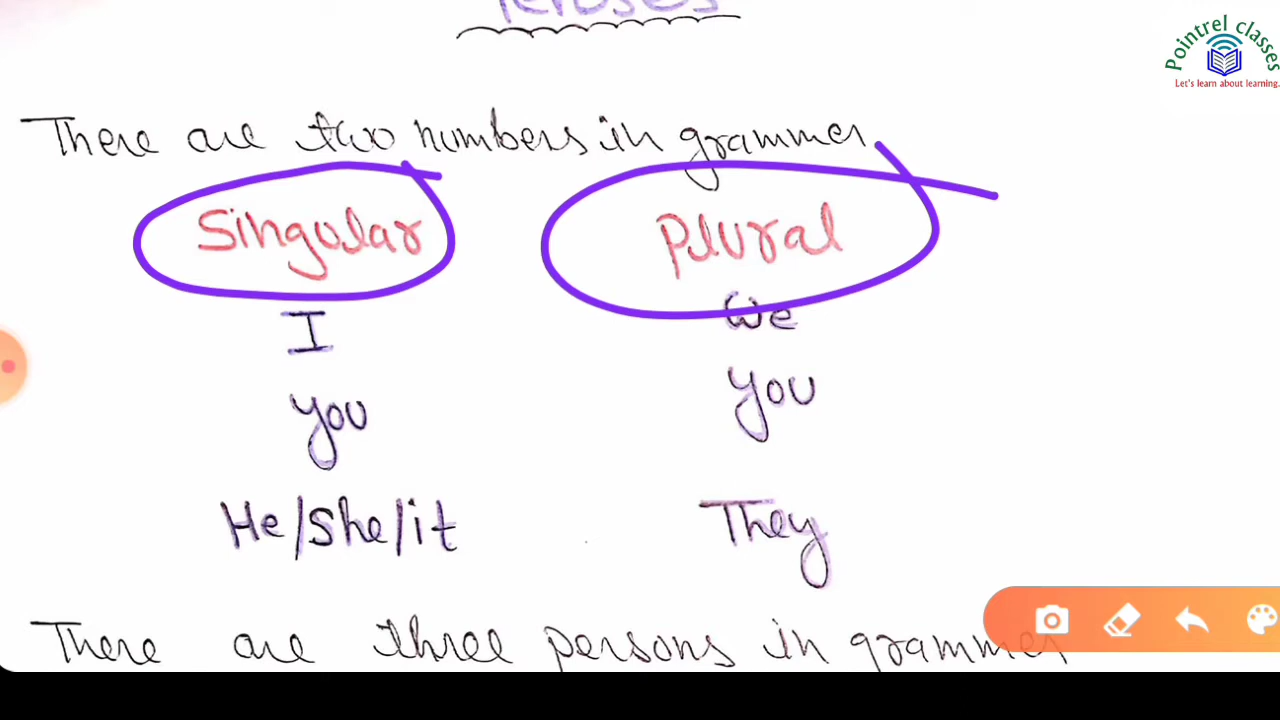 Tenses
Pointrel classes
Let's learn about learning.
There are two numbers in grammer
Singular Plural
I We
you you
He/She/it They
There are three persons in grammer